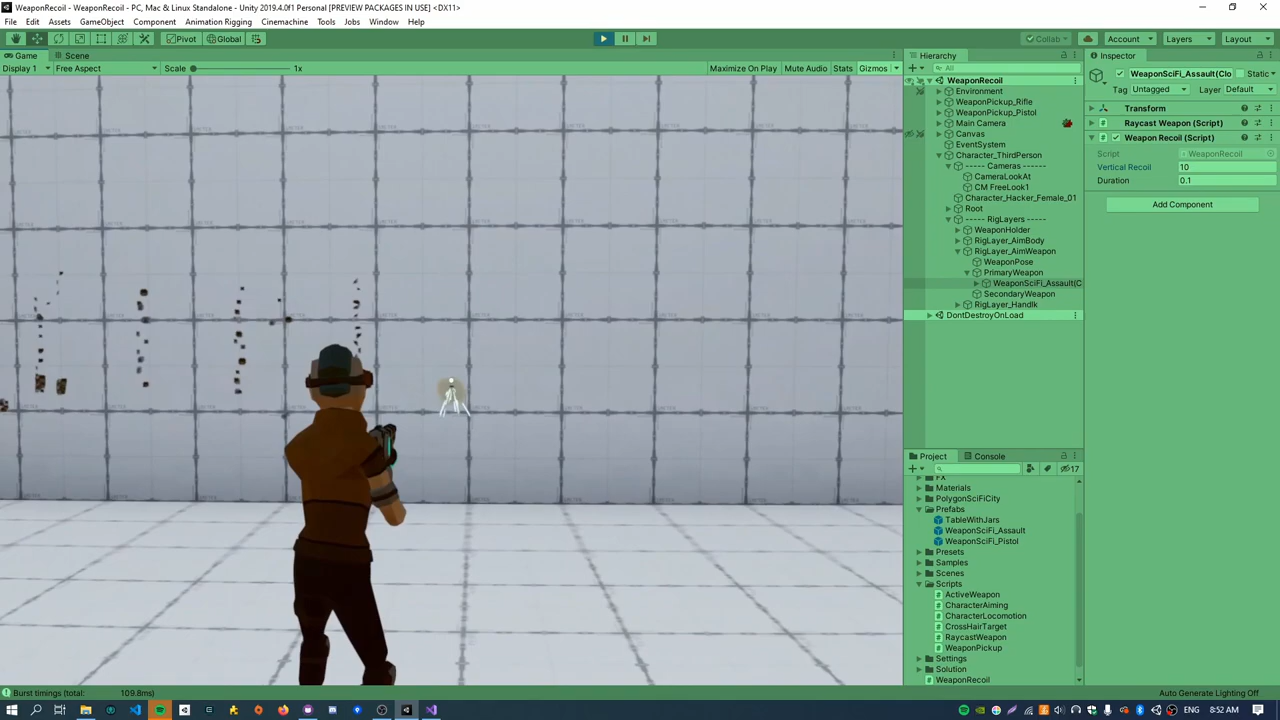 WeaponRecoil - WeaponRecoil - PC, Mac & Linux Standalone - Unity 2019.4.0f1 Personal [PREVIEW PACKAGES IN USE] <DX11>
File Edit Assets GameObject Component Animation Rigging Cinemachine Tools Jobs Window Help
Pivot Global Collab Account Layers Layout
Game Scene
Display 1 Free Aspect Scale 1x Maximize On Play Mute Audio Stats Gizmos
Hierarchy
All
WeaponRecoil
Environment
WeaponPickup_Rifle
WeaponPickup_Pistol
Main Camera
Canvas
EventSystem
Character_ThirdPerson
----- Cameras ------
CameraLookAt
CM FreeLook1
Character_Hacker_Female_01
Root
----- RigLayers -----
WeaponHolder
RigLayer_AimBody
RigLayer_AimWeapon
WeaponPose
PrimaryWeapon
WeaponSciFi_Assault(C
SecondaryWeapon
RigLayer_HandIk
DontDestroyOnLoad
Inspector
WeaponSciFi_Assault(Clo Static
Tag Untagged Layer Default
Transform
Raycast Weapon (Script)
Weapon Recoil (Script)
Script WeaponRecoil
Vertical Recoil 10
Duration 0.1
Add Component
Project Console
17
FX
Materials
PolygonSciFiCity
Prefabs
TableWithJars
WeaponSciFi_Assault
WeaponSciFi_Pistol
Presets
Samples
Scenes
Scripts
ActiveWeapon
CharacterAiming
CharacterLocomotion
CrossHairTarget
RaycastWeapon
WeaponPickup
Settings
Solution
WeaponRecoil
Burst timings (total: 109.8ms) Auto Generate Lighting Off
ENG 8:52 AM